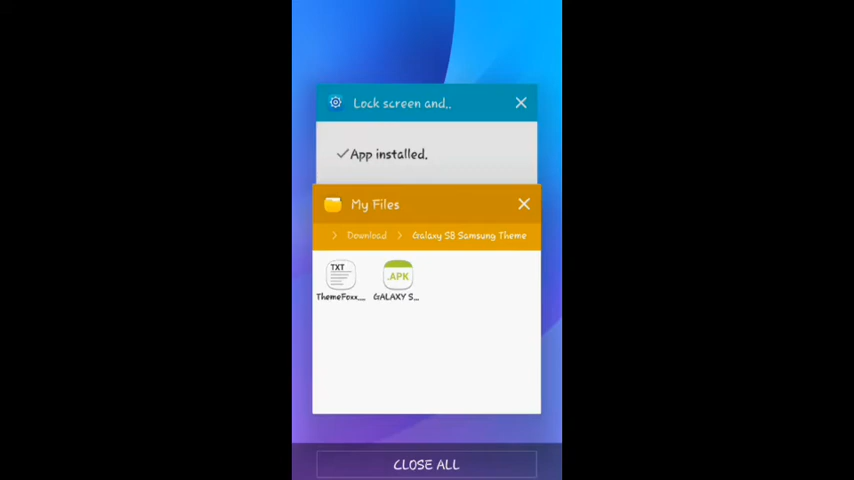 Lock screen and..
App installed.
My Files
Download
Galaxy S8 Samsung Theme
TXT
.APK
ThemeFoxx....
GALAXY S...
CLOSE ALL